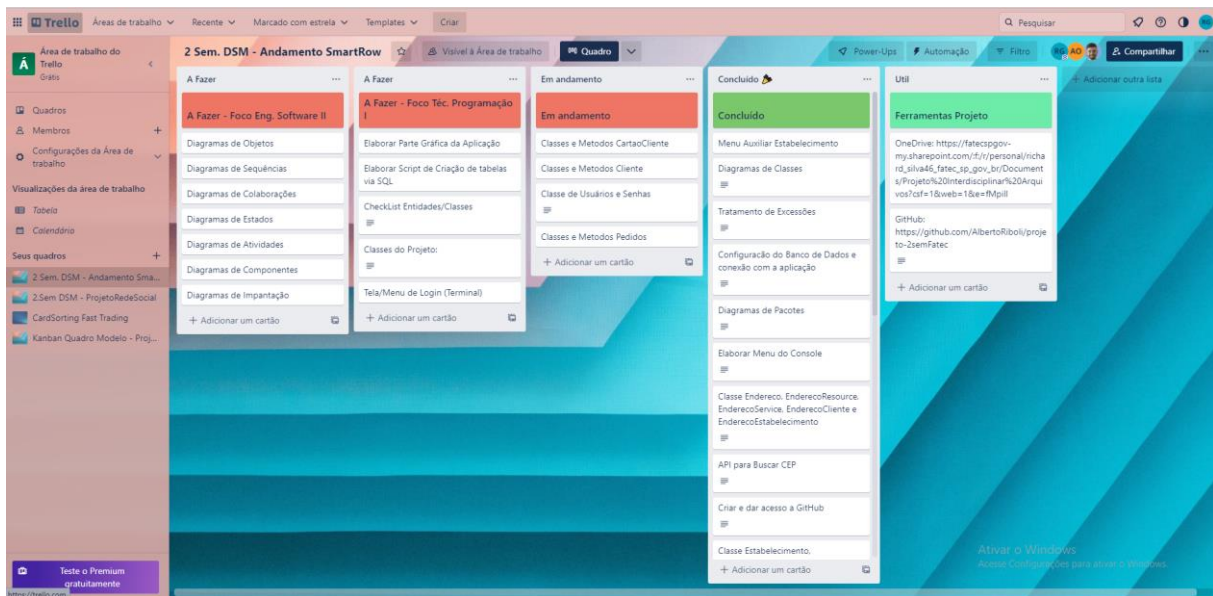 Trello
Áreas de trabalho
Recente
Marcado com estrela
Templates
Criar
Pesquisar
Á
Área de trabalho do
Trello
Grátis
Quadros
Membros
Configurações da Área de
trabalho
Visualizações da área de trabalho
Tabela
Calendário
Seus quadros
2 Sem. DSM - Andamento Sma...
2.Sem DSM - ProjetoRedeSocial
CardSorting Fast Trading
Kanban Quadro Modelo - Proj...
Teste o Premium
gratuitamente
https://trello.com
2 Sem. DSM - Andamento SmartRow
Visível à Área de trabalho
Quadro
Power-Ups
Automação
Filtro
RG
AO
Compartilhar
A Fazer
A Fazer - Foco Eng. Software II
Diagramas de Objetos
Diagramas de Sequências
Diagramas de Colaborações
Diagramas de Estados
Diagramas de Atividades
Diagramas de Componentes
Diagramas de Impantação
+ Adicionar um cartão
A Fazer
A Fazer - Foco Téc. Programação
I
Elaborar Parte Gráfica da Aplicação
Elaborar Script de Criação de tabelas
via SQL
CheckList Entidades/Classes
Classes do Projeto:
Tela/Menu de Login (Terminal)
+ Adicionar um cartão
Em andamento
Em andamento
Classes e Metodos CartaoCliente
Classes e Metodos Cliente
Classe de Usuários e Senhas
Classes e Metodos Pedidos
+ Adicionar um cartão
Concluído
Concluído
Menu Auxiliar Estabelecimento
Diagramas de Classes
Tratamento de Excessões
Configuracão do Banco de Dados e
conexão com a aplicação
Diagramas de Pacotes
Elaborar Menu do Console
Classe Endereco, EnderecoResource,
EnderecoService, EnderecoCliente e
EnderecoEstabelecimento
API para Buscar CEP
Criar e dar acesso a GitHub
Classe Estabelecimento,
+ Adicionar um cartão
Util
Ferramentas Projeto
OneDrive: https://fatecspgov-
my.sharepoint.com/:f:/r/personal/richa
rd_silva46_fatec_sp_gov_br/Document
s/Projeto%20Interdisciplinar%20Arqui
vos?csf=1&web=1&e=fMpill
GitHub:
https://github.com/AlbertoRiboli/proje
to-2semFatec
+ Adicionar um cartão
+ Adicionar outra lista
Ativar o Windows
Acesse Configurações para ativar o Windows.